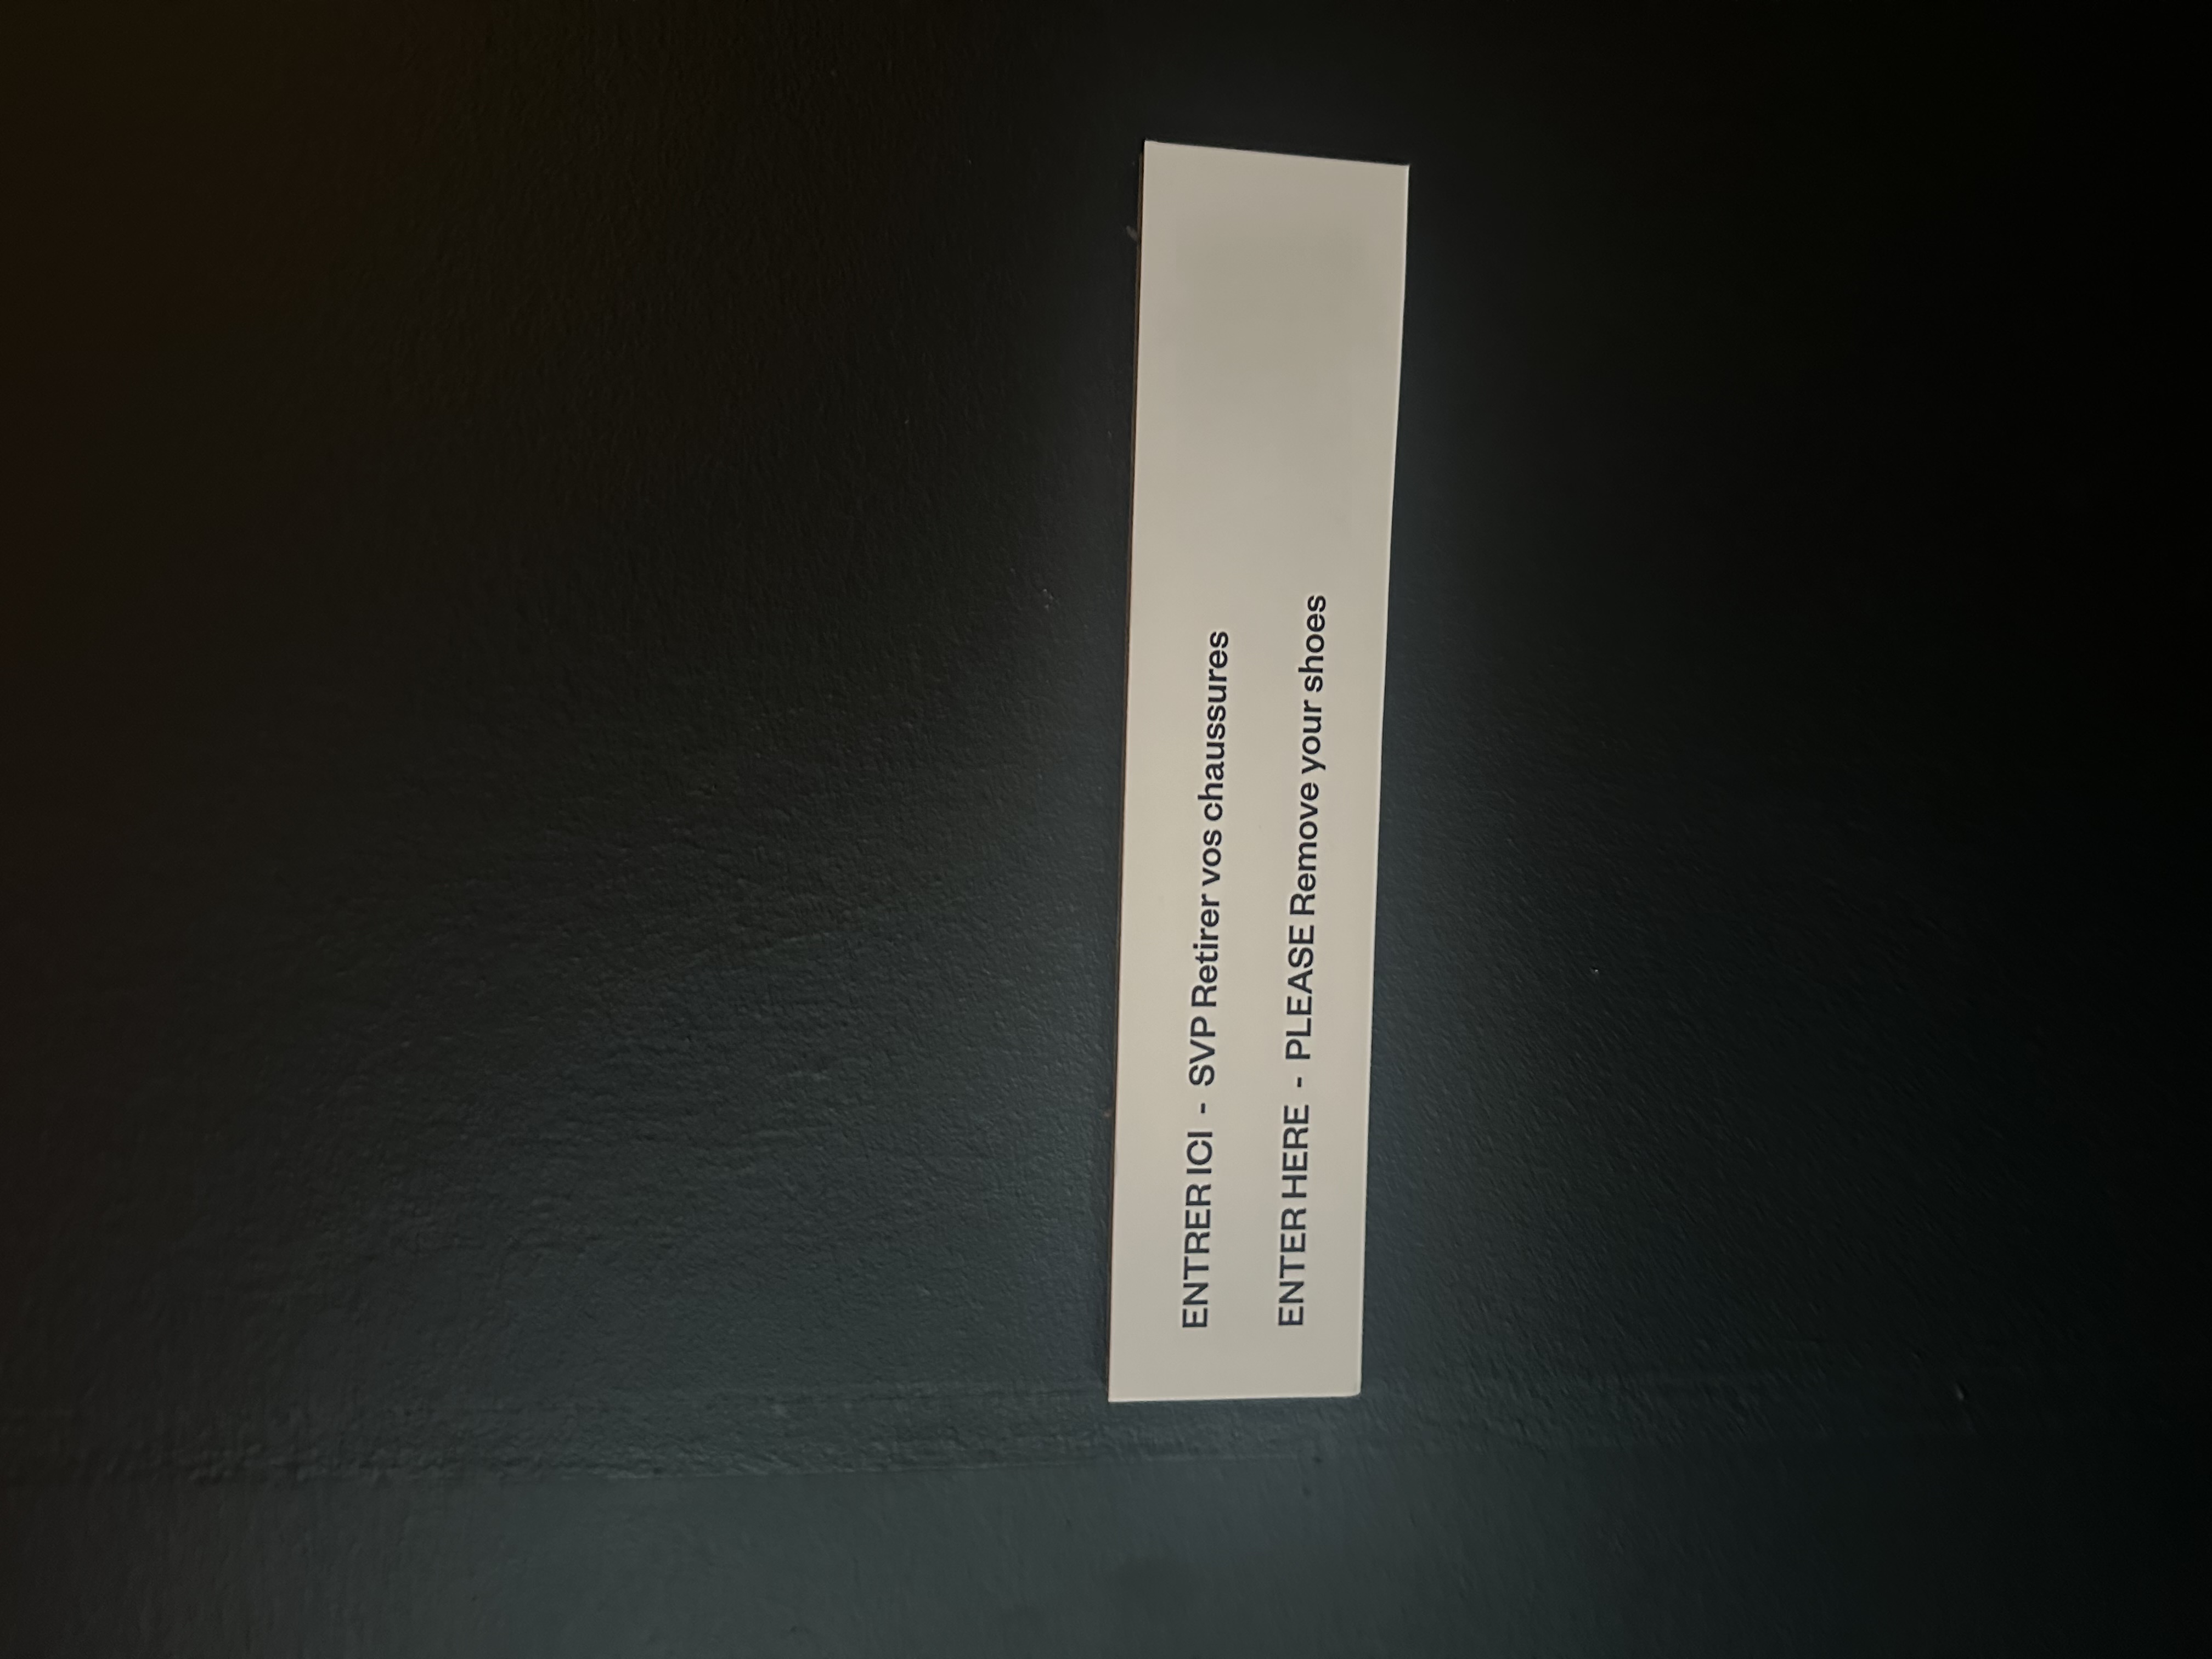 ENTRER ICI - SVP Retirer vos chaussures
ENTER HERE - PLEASE Remove your shoes